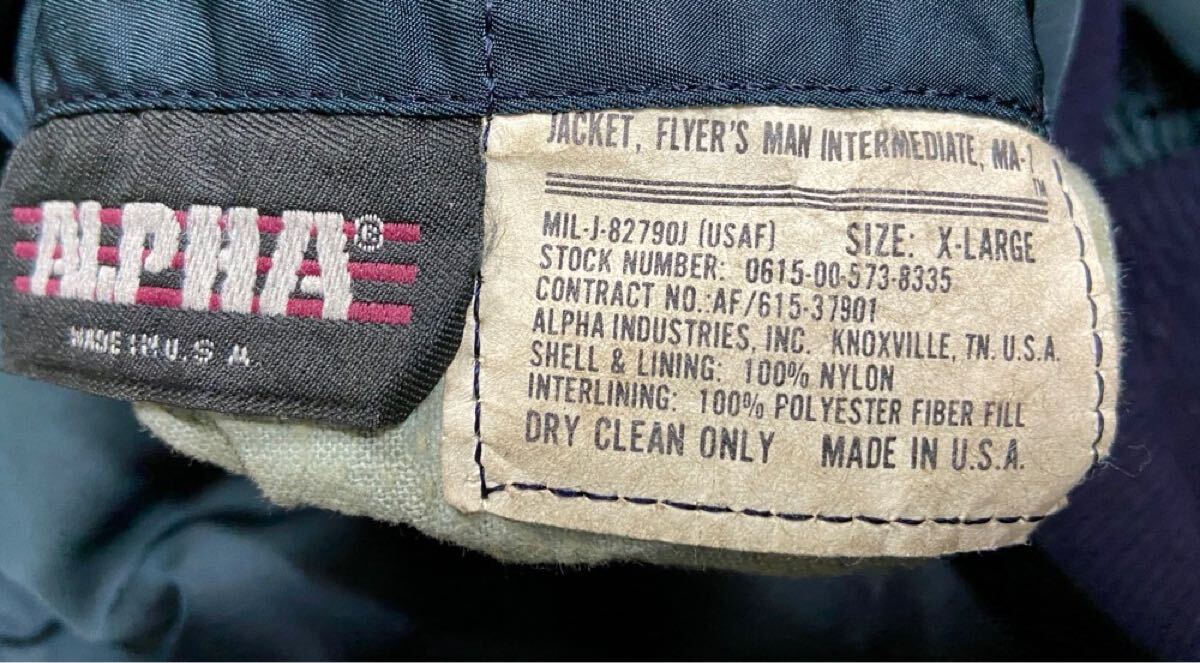 ALPHA®
MADE IN U.S.A.
JACKET, FLYER'S MAN INTERMEDIATE, MA-1
™
MIL-J-82790J (USAF) SIZE: X-LARGE
STOCK NUMBER: 0615-00-573-8335
CONTRACT NO.:AF/615-37901
ALPHA INDUSTRIES, INC. KNOXVILLE, TN. U.S.A.
SHELL & LINING: 100% NYLON
INTERLINING: 100% POLYESTER FIBER FILL
DRY CLEAN ONLY MADE IN U.S.A.